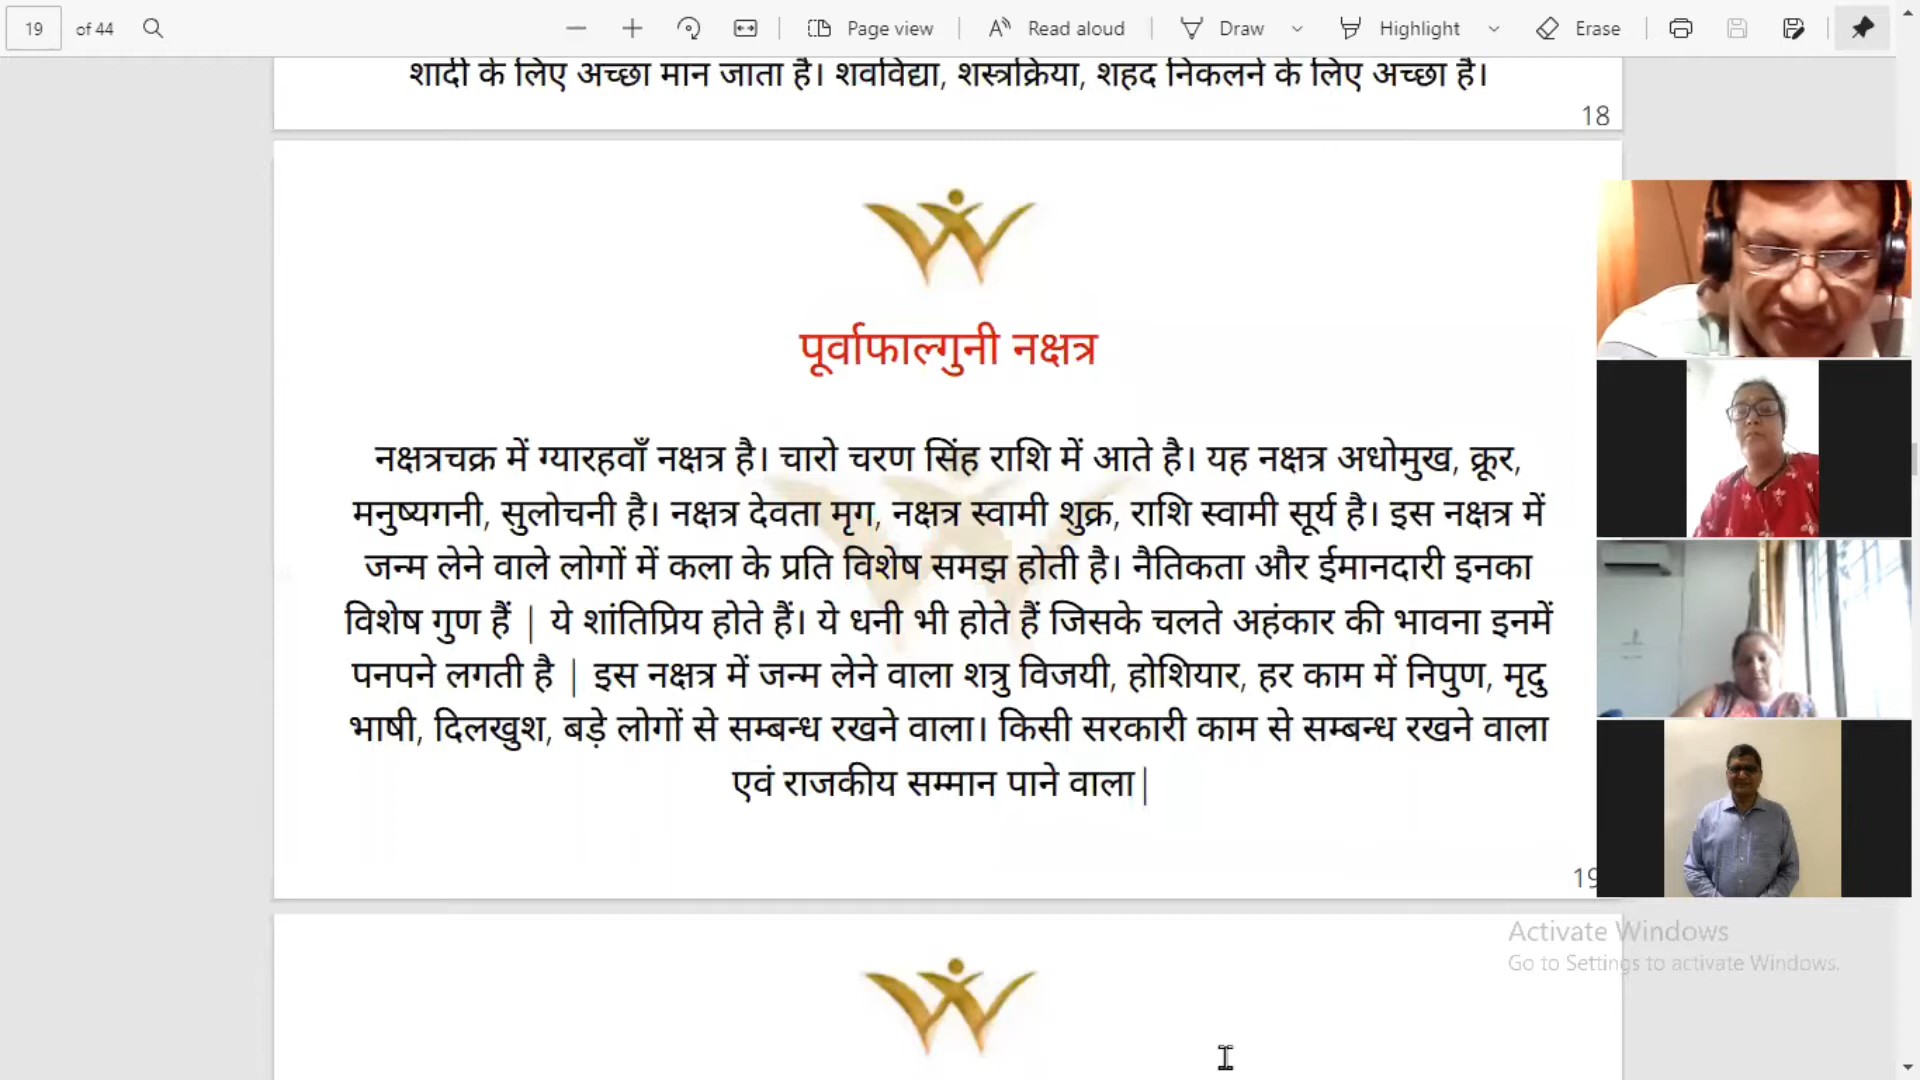 19 of 44 Page view Read aloud Draw Highlight Erase
शादी के लिए अच्छा मान जाता है। शवविद्या, शस्त्रक्रिया, शहद निकलने के लिए अच्छा है।
18
पूर्वाफाल्गुनी नक्षत्र
नक्षत्रचक्र में ग्यारहवाँ नक्षत्र है। चारो चरण सिंह राशि में आते है। यह नक्षत्र अधोमुख, क्रूर,
मनुष्यगनी, सुलोचनी है। नक्षत्र देवता मृग, नक्षत्र स्वामी शुक्र, राशि स्वामी सूर्य है। इस नक्षत्र में
जन्म लेने वाले लोगों में कला के प्रति विशेष समझ होती है। नैतिकता और ईमानदारी इनका
विशेष गुण हैं | ये शांतिप्रिय होते हैं। ये धनी भी होते हैं जिसके चलते अहंकार की भावना इनमें
पनपने लगती है | इस नक्षत्र में जन्म लेने वाला शत्रु विजयी, होशियार, हर काम में निपुण, मृदु
भाषी, दिलखुश, बड़े लोगों से सम्बन्ध रखने वाला। किसी सरकारी काम से सम्बन्ध रखने वाला
एवं राजकीय सम्मान पाने वाला|
19
Activate Windows
Go to Settings to activate Windows.